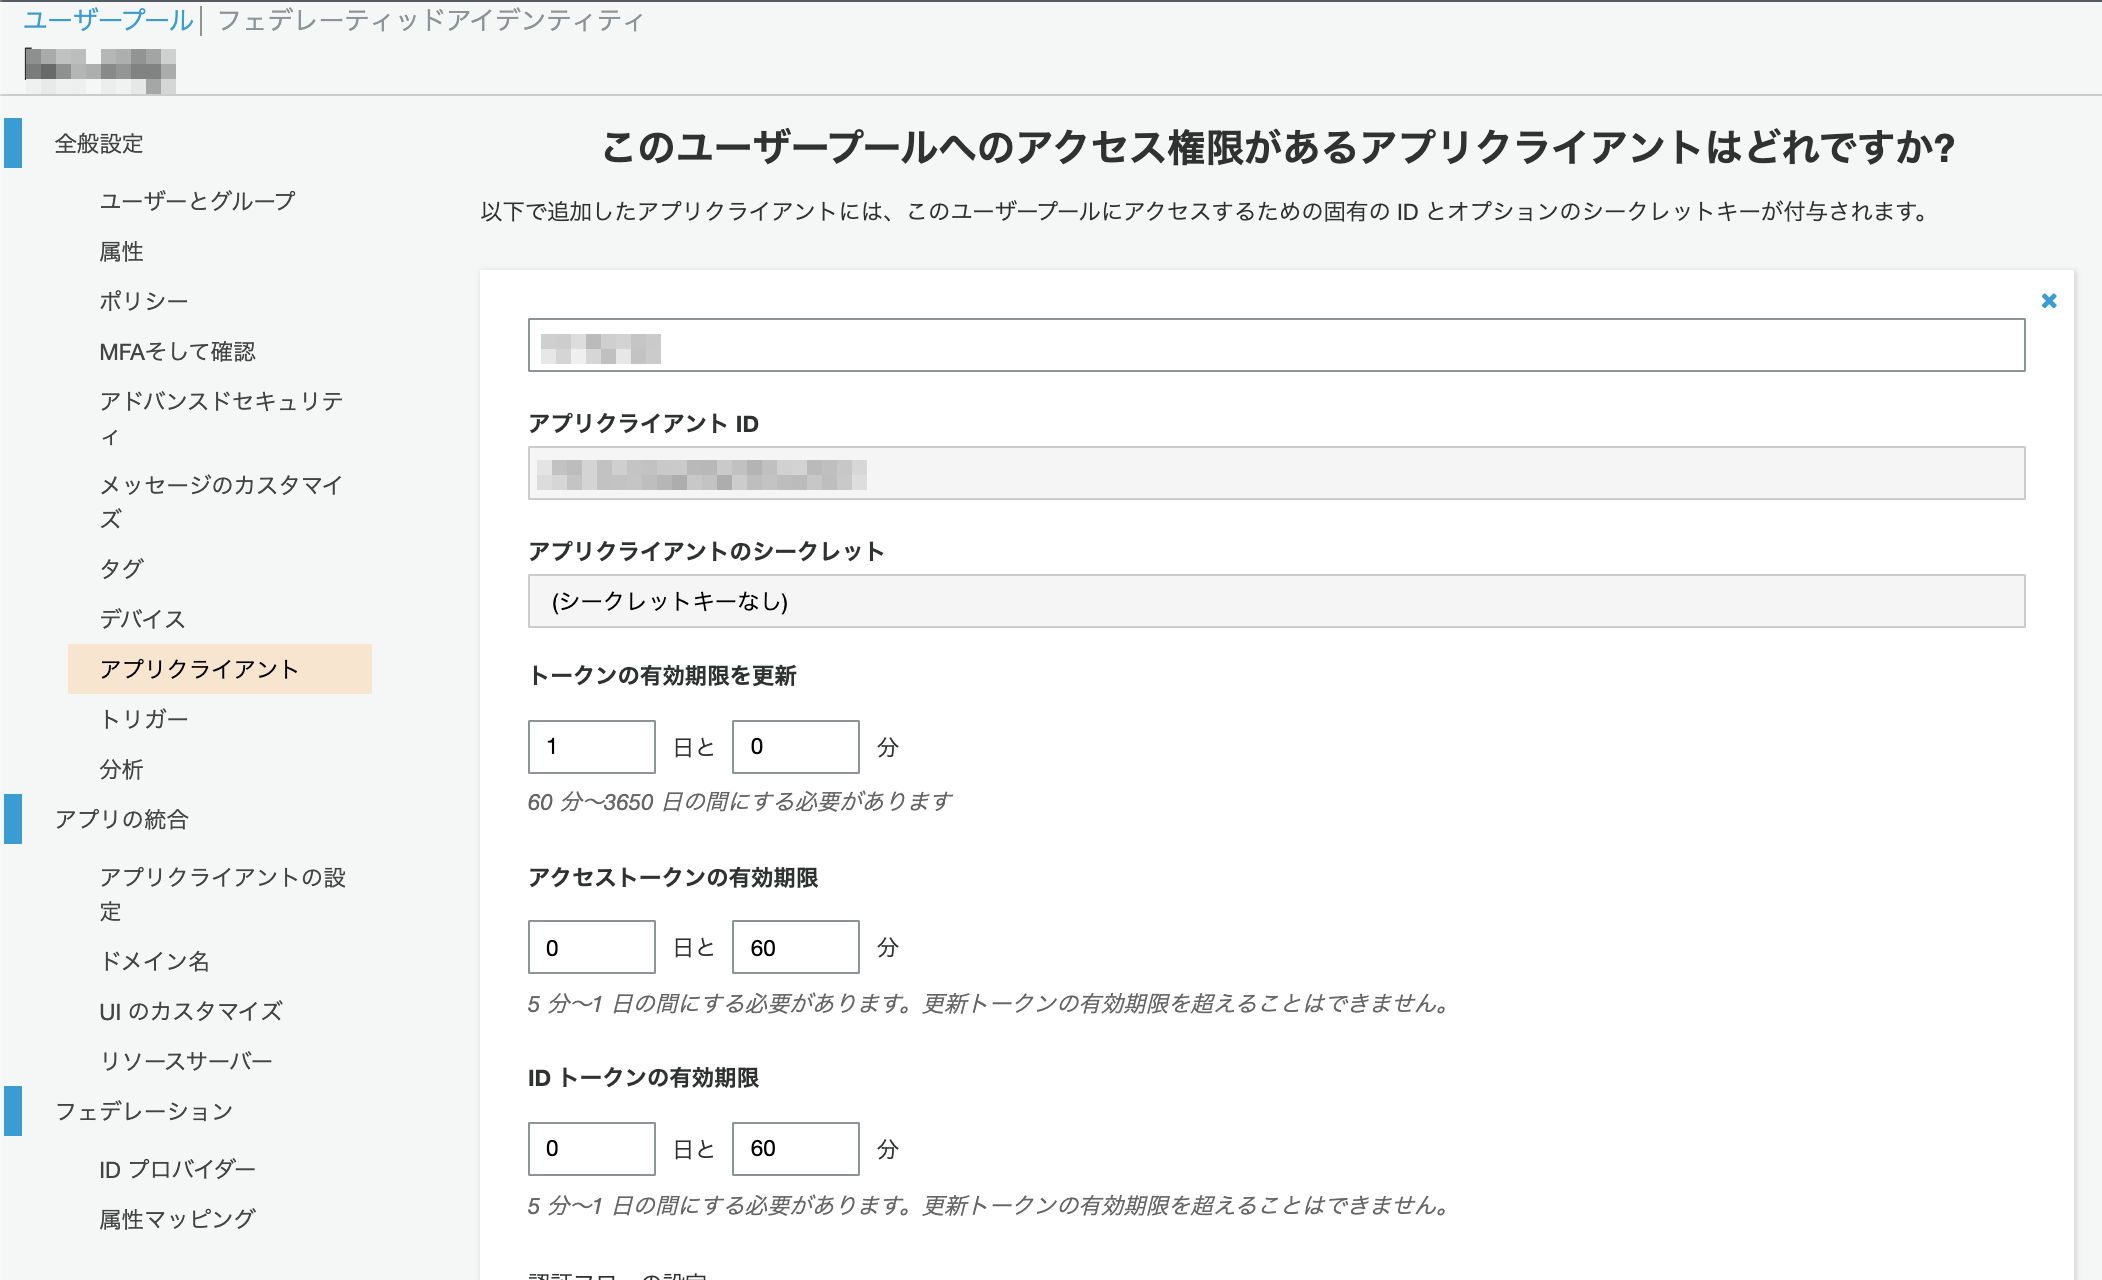 ユーザープール | フェデレーティッドアイデンティティ
全般設定
ユーザーとグループ
属性
ポリシー
MFAそして確認
アドバンスドセキュリテ
ィ
メッセージのカスタマイ
ズ
タグ
デバイス
アプリクライアント
トリガー
分析
アプリの統合
アプリクライアントの設
定
ドメイン名
UI のカスタマイズ
リソースサーバー
フェデレーション
ID プロバイダー
属性マッピング
このユーザープールへのアクセス権限があるアプリクライアントはどれですか?
以下で追加したアプリクライアントには、このユーザープールにアクセスするための固有の ID とオプションのシークレットキーが付与されます。
アプリクライアント ID
アプリクライアントのシークレット
(シークレットキーなし)
トークンの有効期限を更新
1 日と 0 分
60 分〜3650 日の間にする必要があります
アクセストークンの有効期限
0 日と 60 分
5 分〜1 日の間にする必要があります。更新トークンの有効期限を超えることはできません。
ID トークンの有効期限
0 日と 60 分
5 分〜1 日の間にする必要があります。更新トークンの有効期限を超えることはできません。
認証フローの設定